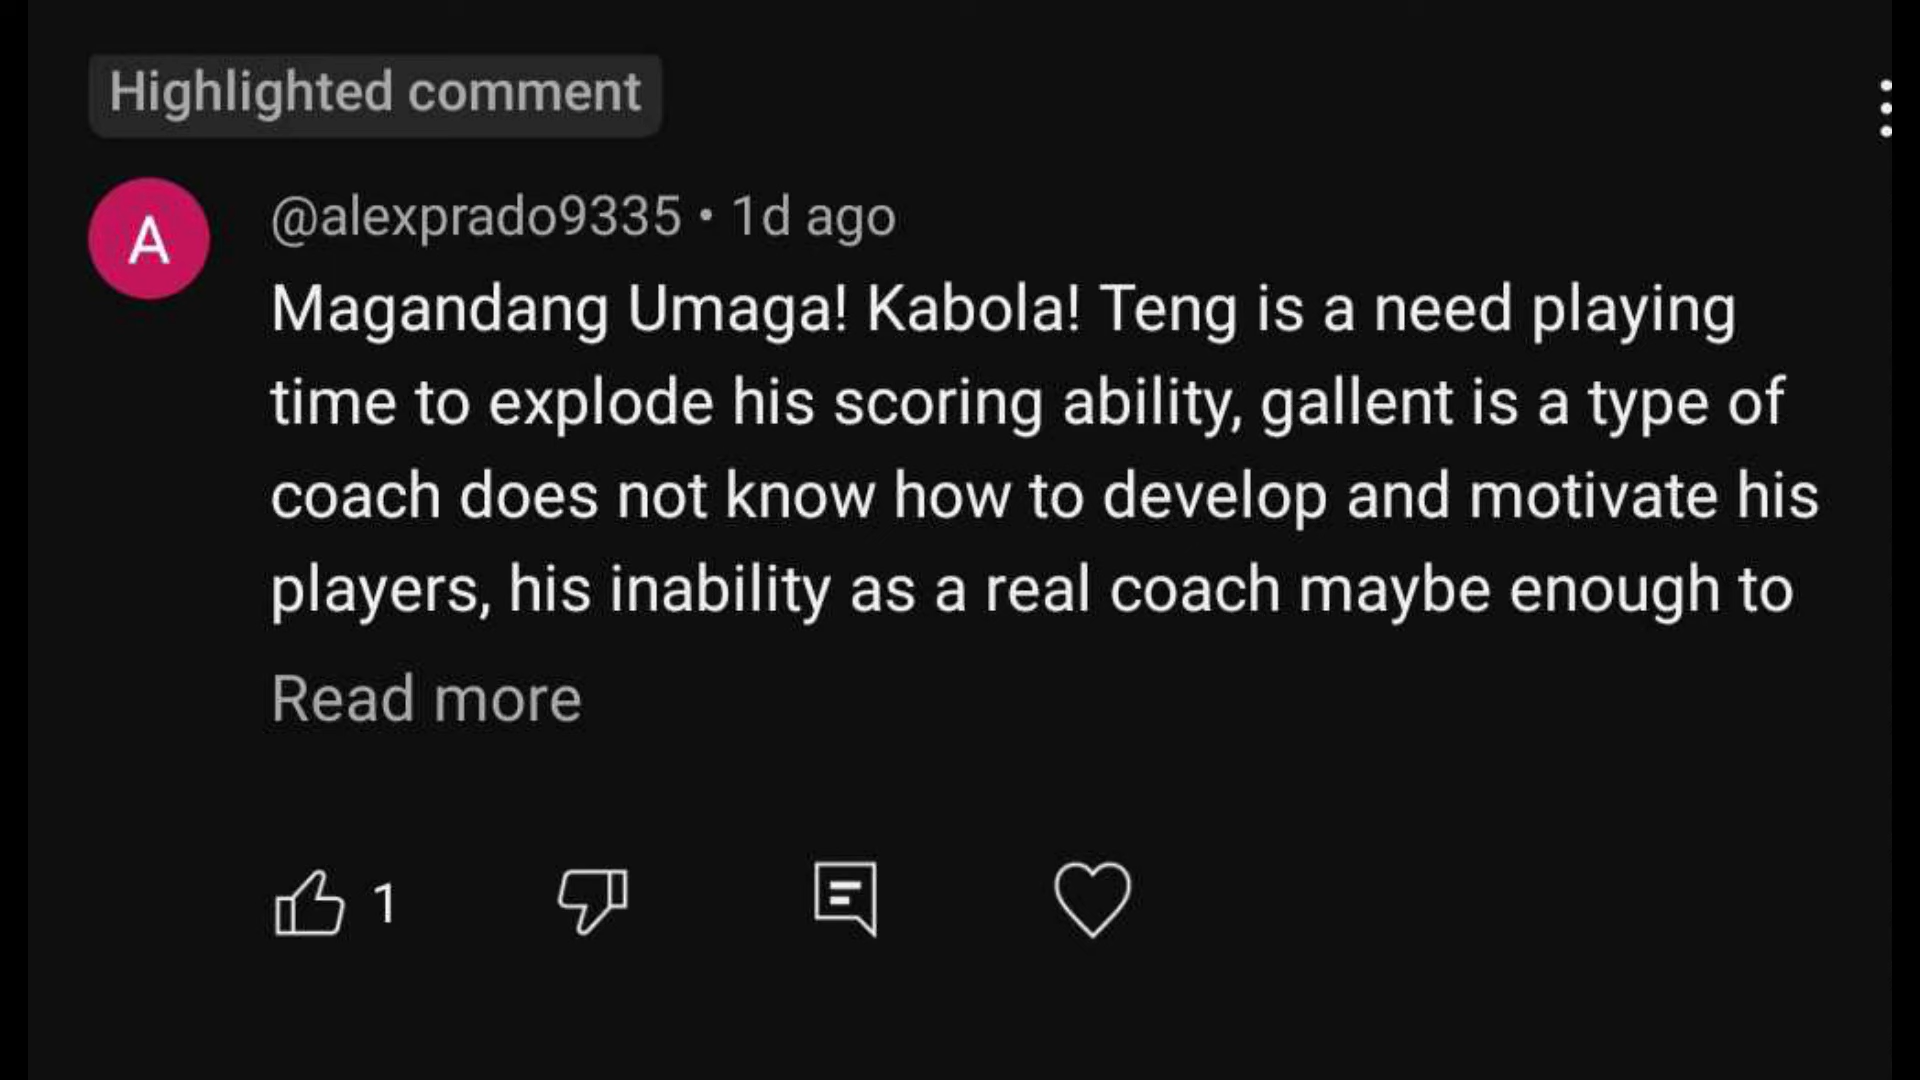 Highlighted comment
A
@alexprado9335 • 1d ago
Magandang Umaga! Kabola! Teng is a need playing
time to explode his scoring ability, gallent is a type of
coach does not know how to develop and motivate his
players, his inability as a real coach maybe enough to
Read more
1